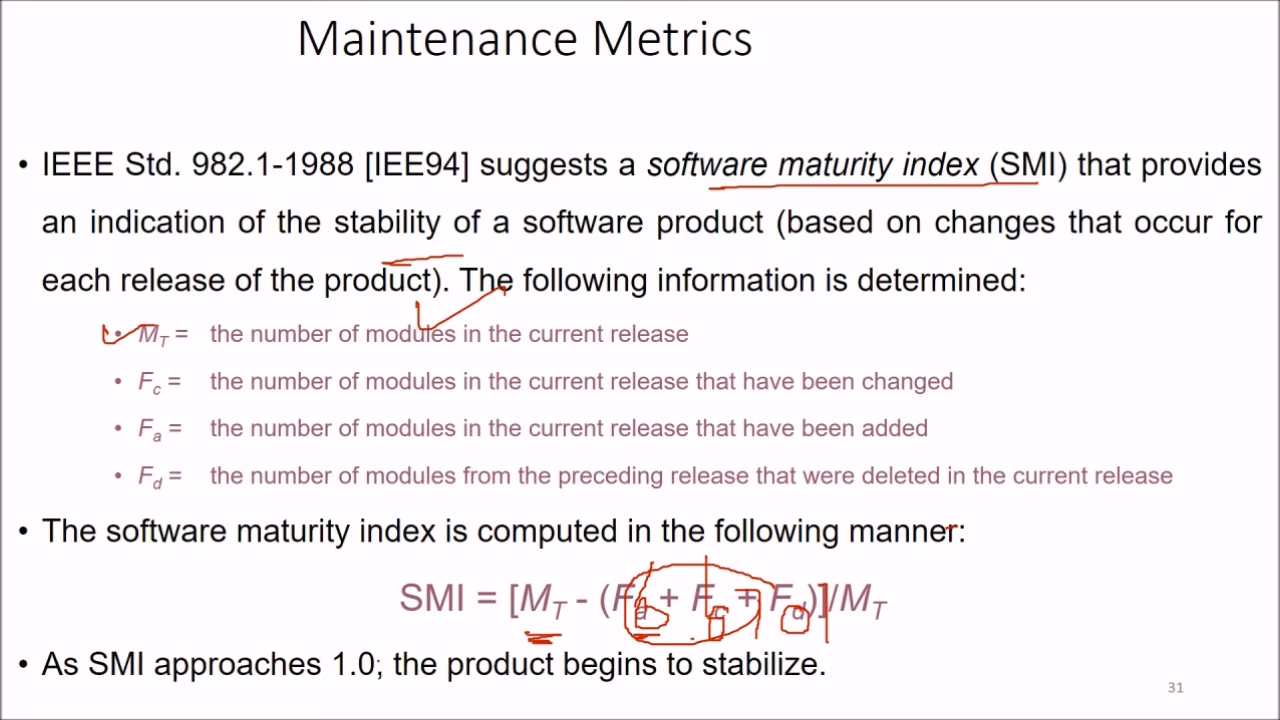 Maintenance Metrics
• IEEE Std. 982.1-1988 [IEE94] suggests a software maturity index (SMI) that provides
an indication of the stability of a software product (based on changes that occur for
each release of the product). The following information is determined:
• MT = the number of modules in the current release
• Fc = the number of modules in the current release that have been changed
• Fa = the number of modules in the current release that have been added
• Fd = the number of modules from the preceding release that were deleted in the current release
• The software maturity index is computed in the following manner:
SMI = [MT - (Fa + Fc + Fd)]/MT
• As SMI approaches 1.0, the product begins to stabilize.
31